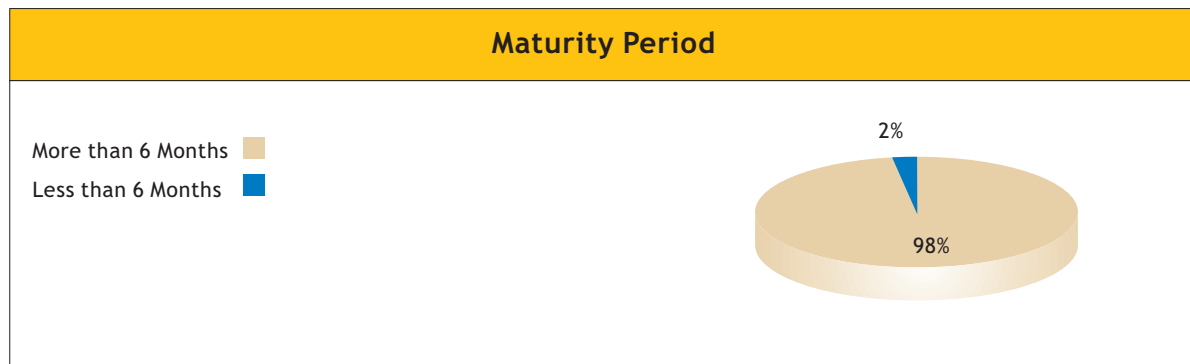 Maturity Period
More than 6 Months
Less than 6 Months
2%
98%